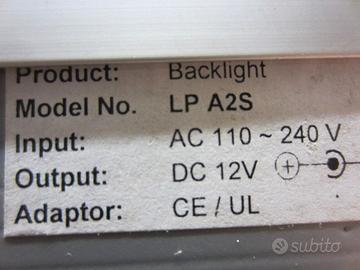 Product: Backlight
Model No. LP A2S
Input: AC 110 ~ 240 V
Output: DC 12V
Adaptor: CE / UL
subito